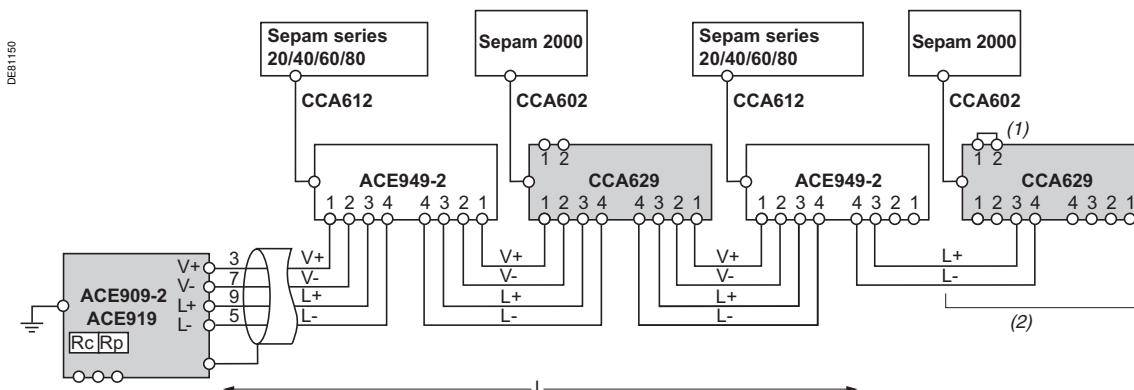 DE81150
Sepam series
20/40/60/80
Sepam 2000
Sepam series
20/40/60/80
Sepam 2000
CCA612
CCA602
CCA612
CCA602
(1)
1 2
1 2
ACE949-2
CCA629
ACE949-2
CCA629
1 2 3 4 4 3 2 1
1 2 3 4 4 3 2 1
1 2 3 4 4 3 2 1
1 2 3 4 4 3 2 1
V+ 3 V+
V- 7 V-
L+ 9 L+
L- 5 L-
V+
V-
L+
L-
V+
V-
L+
L-
L+
L-
(2)
ACE909-2
ACE919
Rc Rp
L